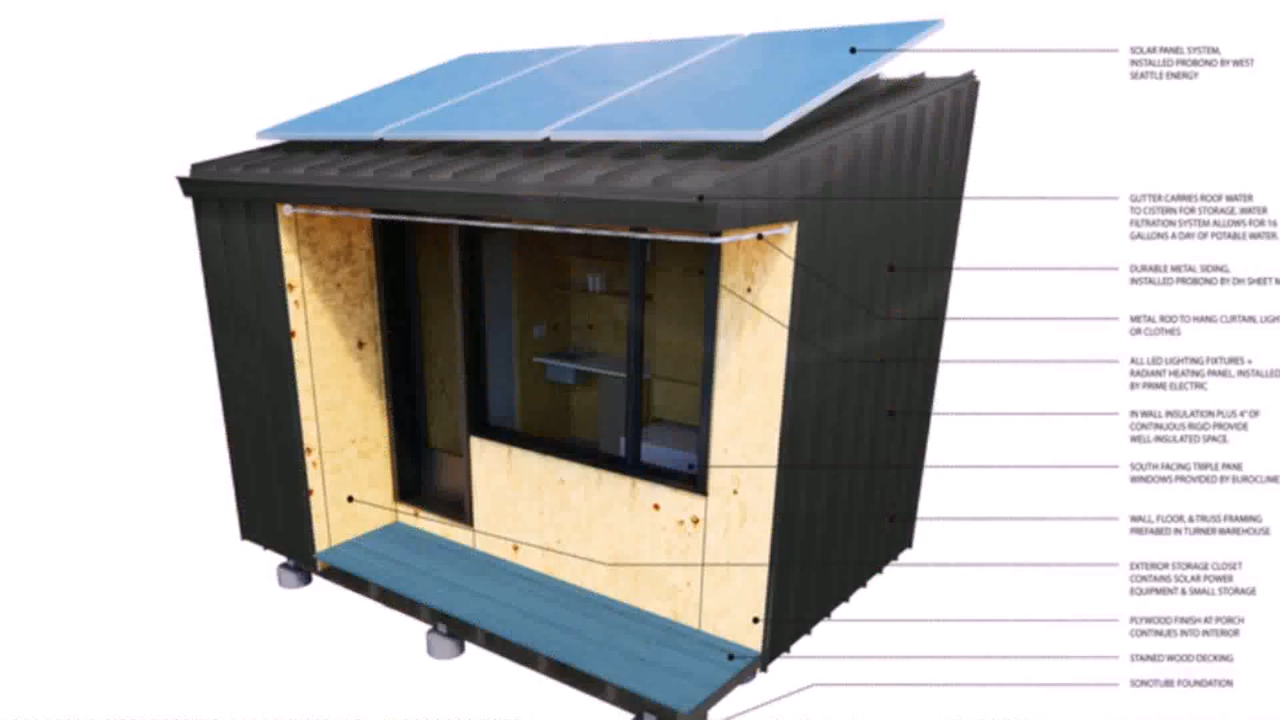 SOLAR PANEL SYSTEM,
INSTALLED PROBONO BY WEST
SEATTLE ENERGY
GUTTER CARRIES ROOF WATER
TO CISTERN FOR STORAGE. WATER
FILTRATION SYSTEM ALLOWS FOR 16
GALLONS A DAY OF POTABLE WATER.
DURABLE METAL SIDING,
INSTALLED PROBONO BY DH SHEET M
METAL ROD TO HANG CURTAIN, LIGH
OR CLOTHES
ALL LED LIGHTING FIXTURES +
RADIANT HEATING PANEL, INSTALLED
BY PRIME ELECTRIC
IN WALL INSULATION PLUS 4" OF
CONTINUOUS RIGID PROVIDE
WELL-INSULATED SPACE.
SOUTH FACING TRIPLE PANE
WINDOWS PROVIDED BY EUROCLIME
WALL, FLOOR, & TRUSS FRAMING
PREFABED IN TURNER WAREHOUSE
EXTERIOR STORAGE CLOSET
CONTAINS SOLAR POWER
EQUIPMENT & SMALL STORAGE
PLYWOOD FINISH AT PORCH
CONTINUES INTO INTERIOR
STAINED WOOD DECKING
SONOTUBE FOUNDATION